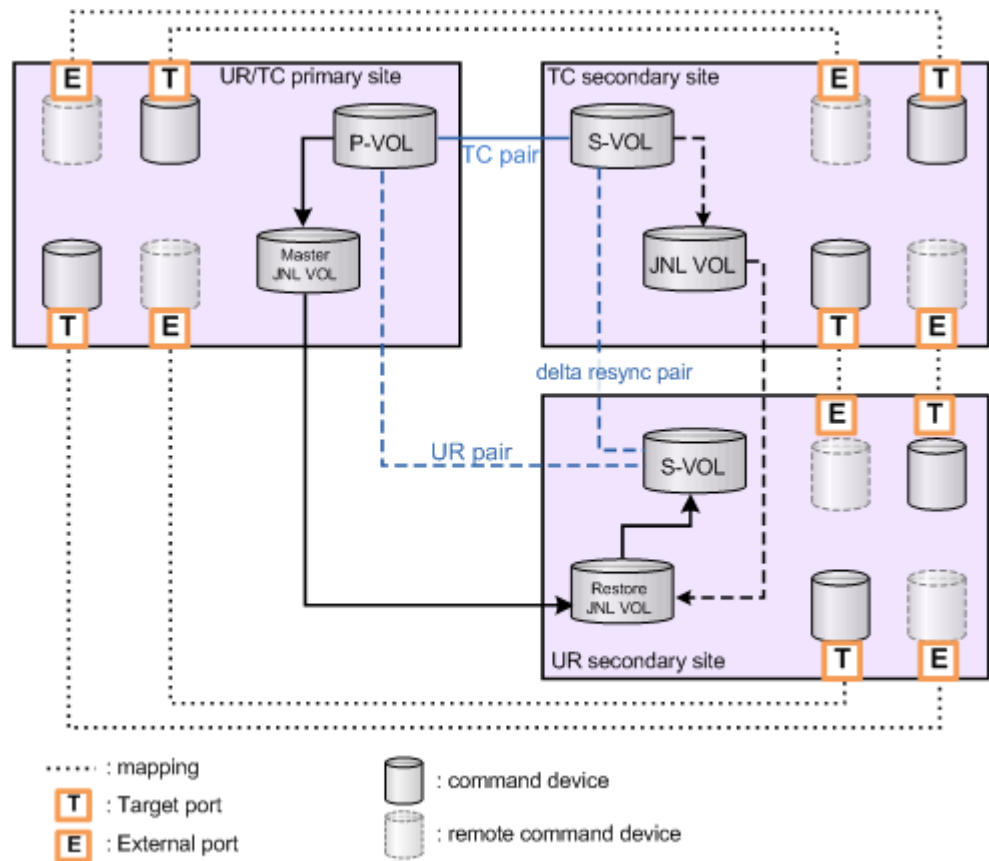 E
T
E
T
UR/TC primary site
TC secondary site
P-VOL
TC pair
S-VOL
Master
JNL VOL
JNL VOL
T
E
T
E
delta resync pair
E
T
UR pair
S-VOL
Restore
JNL VOL
UR secondary site
T
E
: mapping
T : Target port
E : External port
: command device
: remote command device